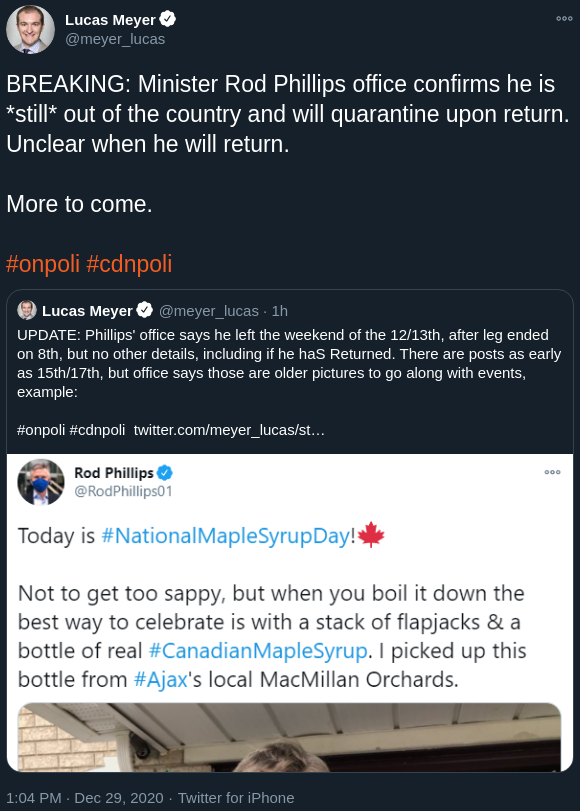 Lucas Meyer
@meyer_lucas
BREAKING: Minister Rod Phillips office confirms he is
*still* out of the country and will quarantine upon return.
Unclear when he will return.
More to come.
#onpoli #cdnpoli
Lucas Meyer @meyer_lucas · 1h
UPDATE: Phillips' office says he left the weekend of the 12/13th, after leg ended
on 8th, but no other details, including if he haS Returned. There are posts as early
as 15th/17th, but office says those are older pictures to go along with events,
example:
#onpoli #cdnpoli twitter.com/meyer_lucas/st…
Rod Phillips
@RodPhillips01
Today is #NationalMapleSyrupDay!🍁
Not to get too sappy, but when you boil it down the
best way to celebrate is with a stack of flapjacks & a
bottle of real #CanadianMapleSyrup. I picked up this
bottle from #Ajax's local MacMillan Orchards.
1:04 PM · Dec 29, 2020 · Twitter for iPhone